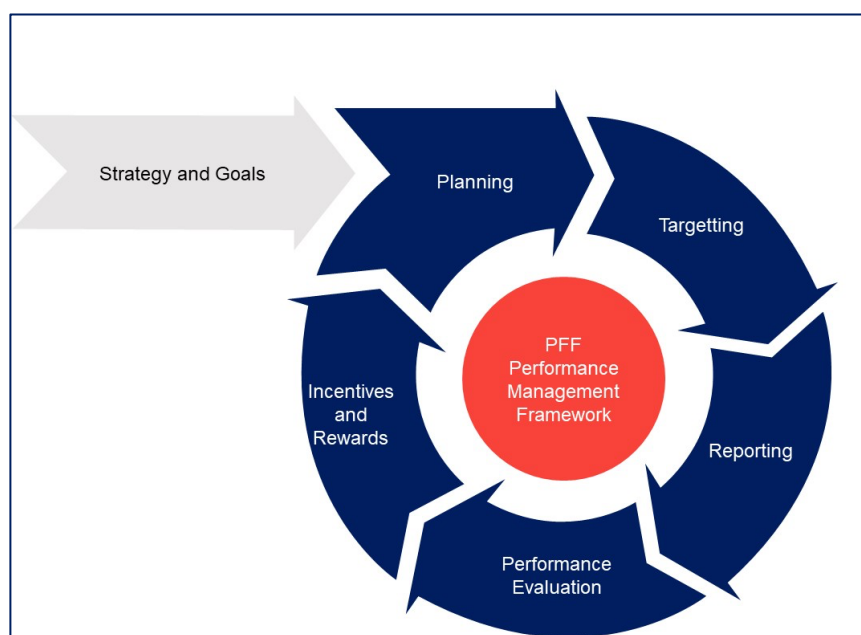 Strategy and Goals
Planning
Targetting
Reporting
Performance
Evaluation
Incentives
and
Rewards
PFF
Performance
Management
Framework